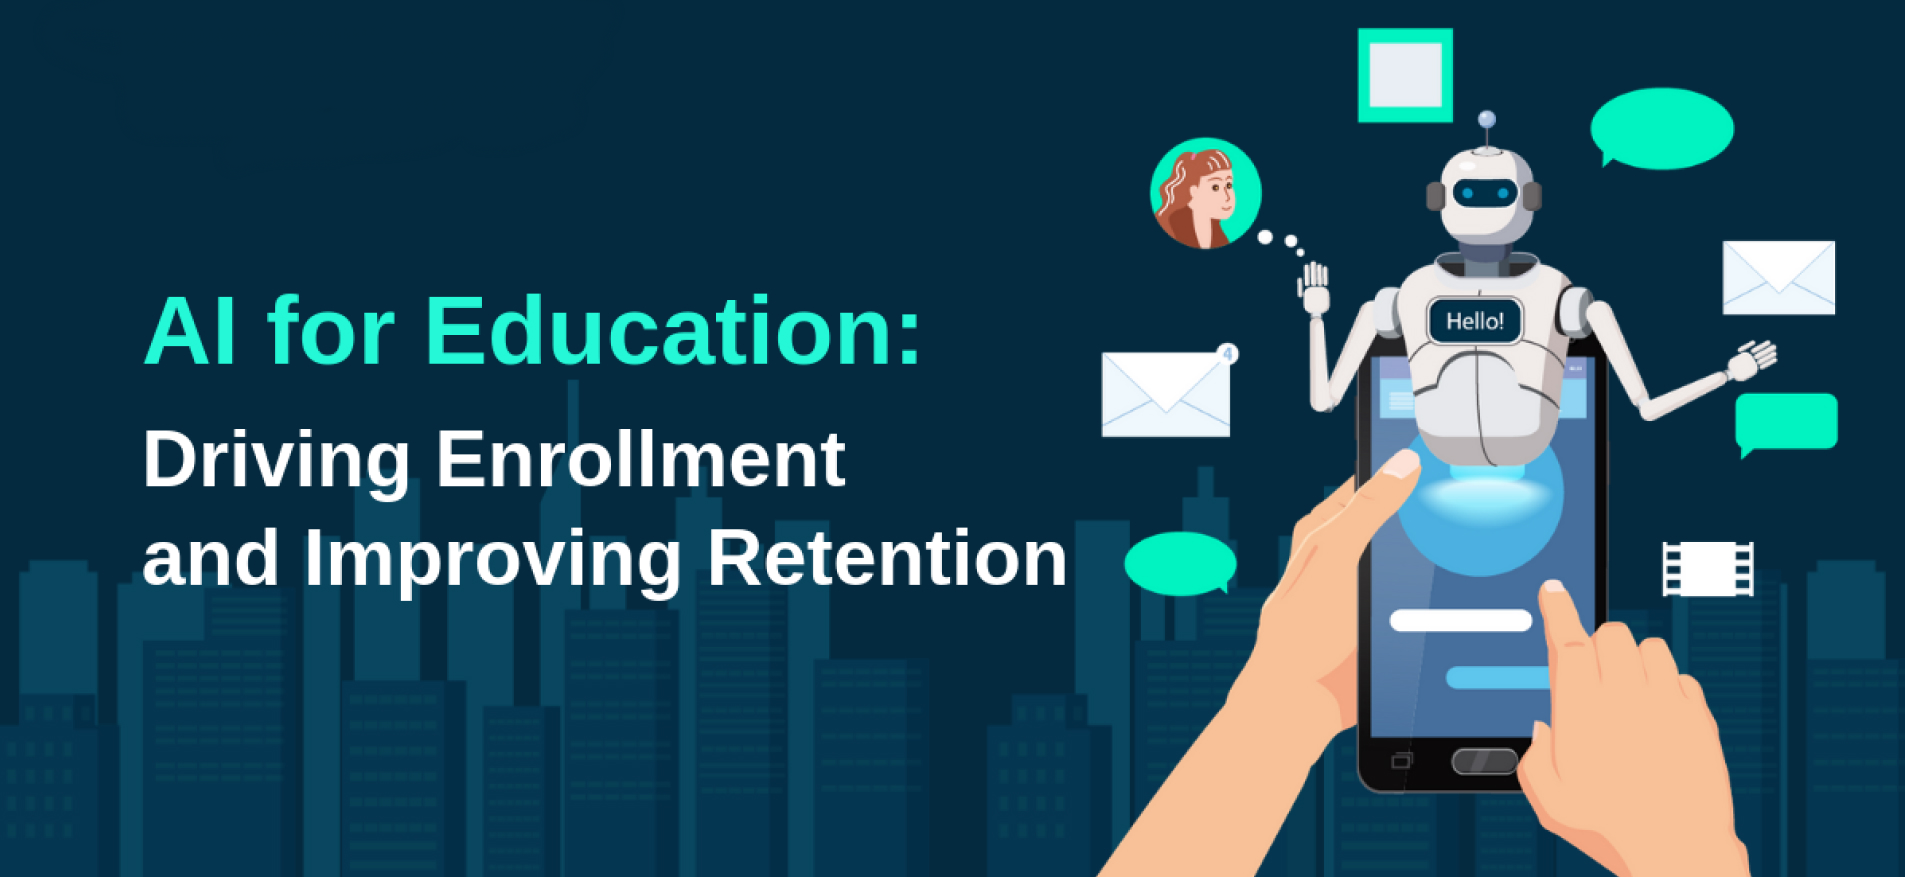 AI for Education:
Driving Enrollment
and Improving Retention
Hello!
4